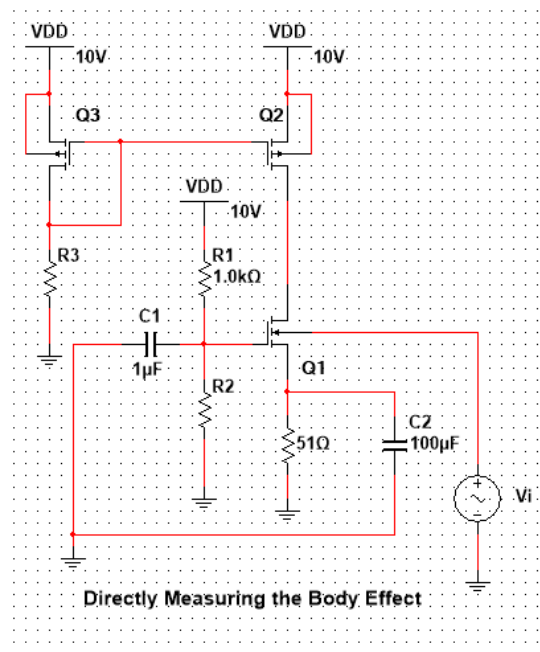 VDD
VDD
10V
10V
Q3
Q2
VDD
10V
R3
R1
1.0kΩ
C1
1µF
Q1
R2
C2
51Ω
100µF
Vi
Directly Measuring the Body Effect